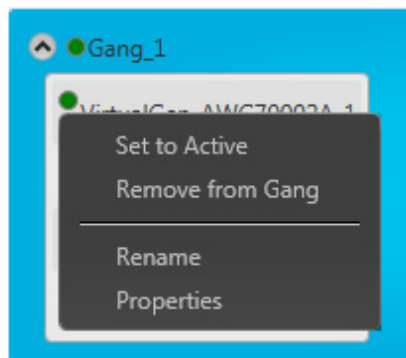 Gang_1
Set to Active
Remove from Gang
Rename
Properties